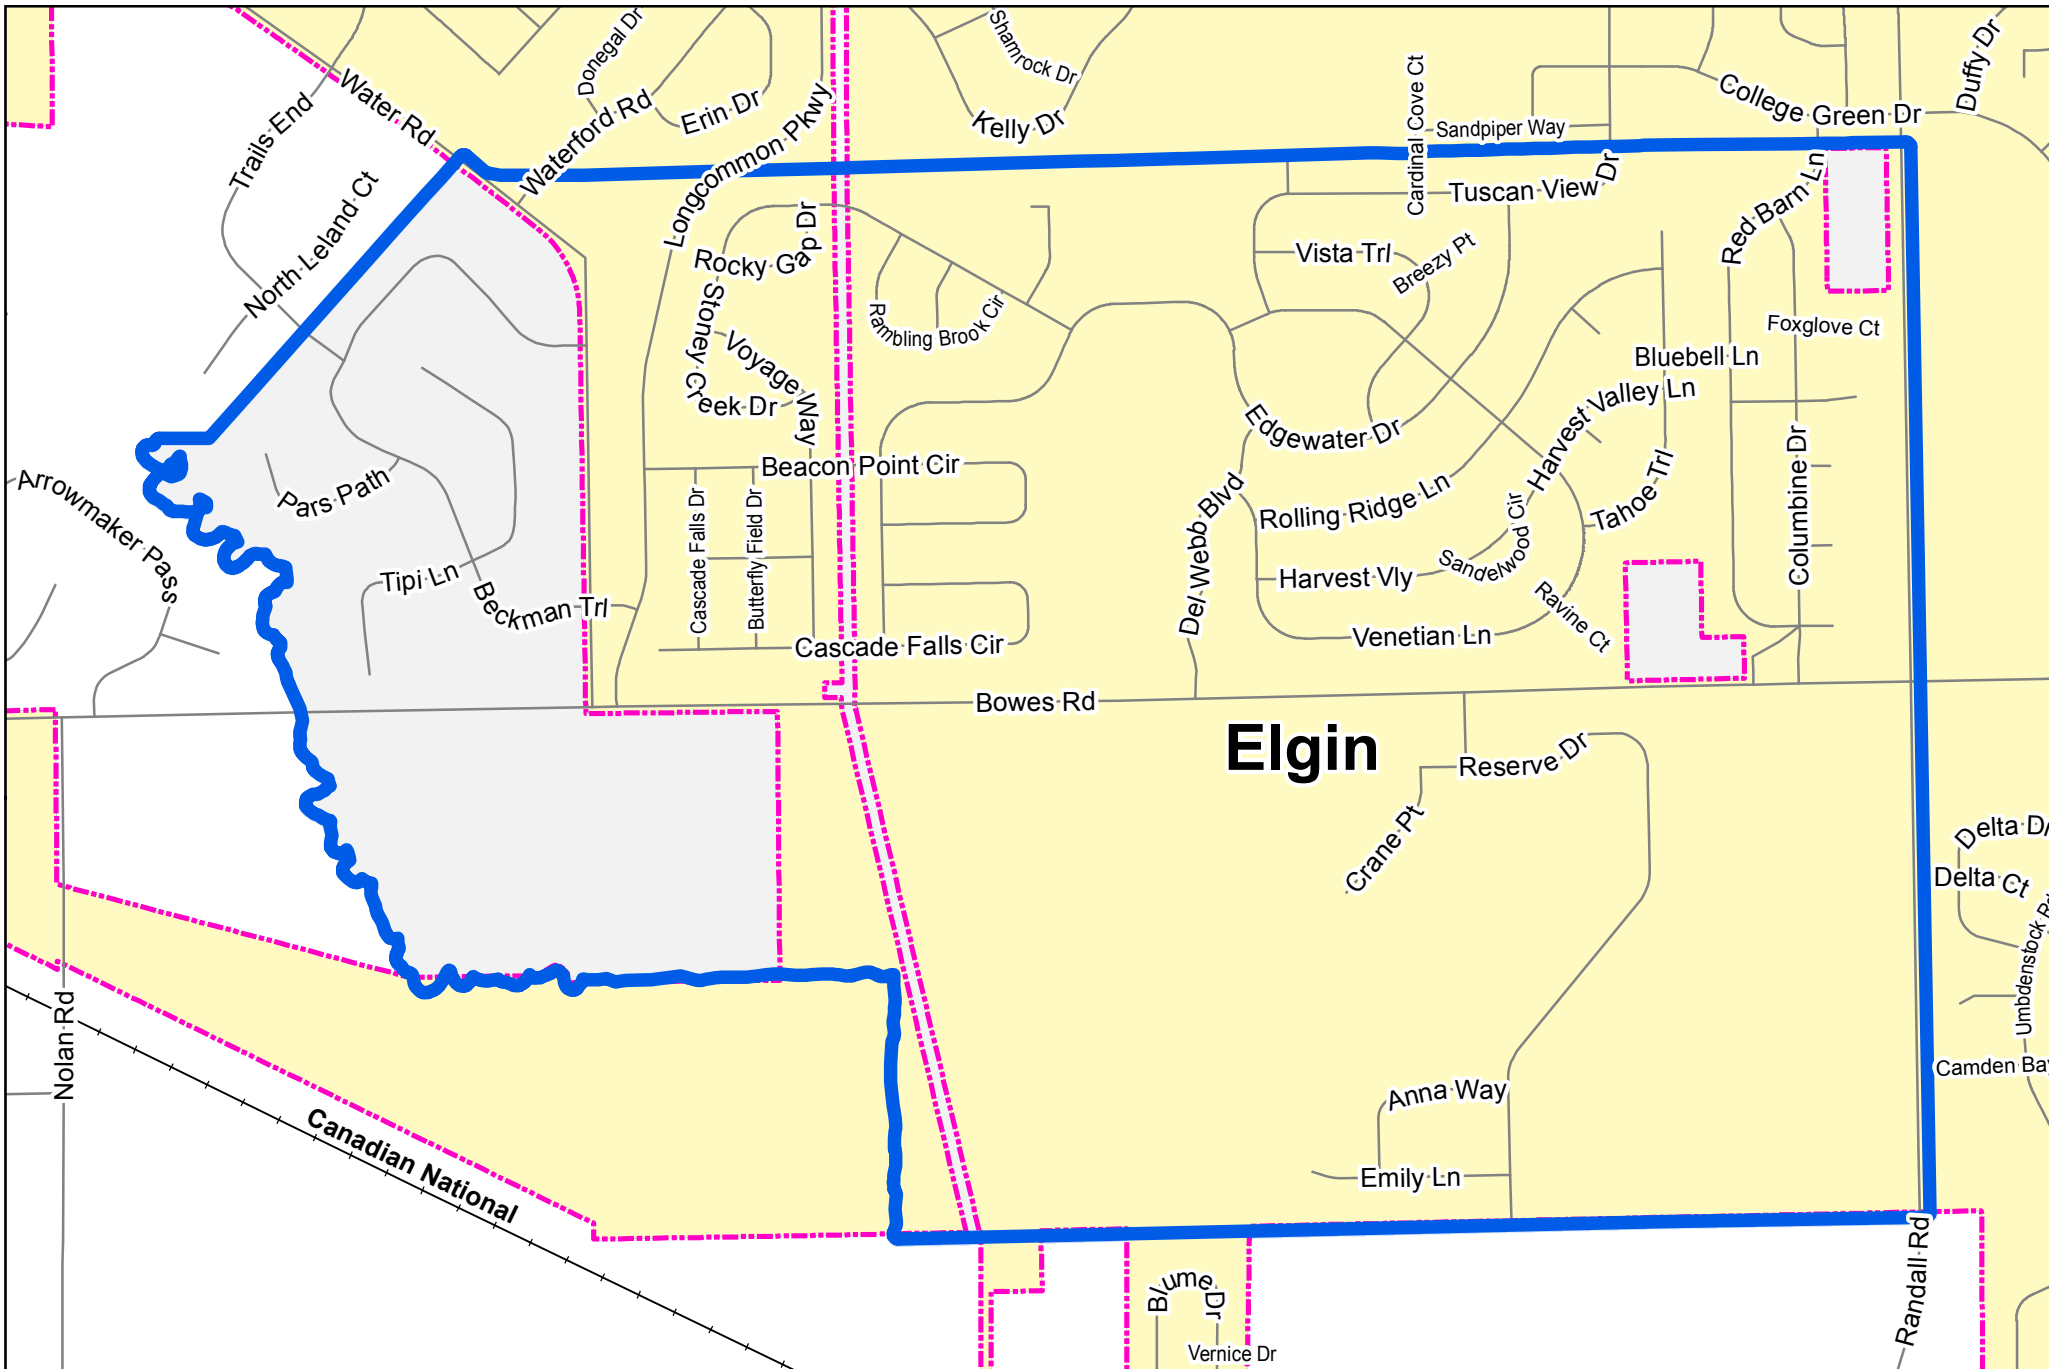 Donegal Dr
Shamrock Dr
Duffy Dr
Water Rd
Waterford Rd
Erin Dr
Longcommon Pkwy
Kelly Dr
Cardinal Cove Ct
Sandpiper Way
College Green Dr
Trails End
North Leland Ct
Tuscan View Dr
Red Barn Ln
Rocky Gap Dr
Vista Trl
Breezy Pt
Stoney Creek Dr
Voyage Way
Rambling Brook Cir
Foxglove Ct
Bluebell Ln
Harvest Valley Ln
Edgewater Dr
Beacon Point Cir
Arrowmaker Pass
Pars Path
Cascade Falls Dr
Butterfly Field Dr
Del Webb Blvd
Rolling Ridge Ln
Sandelwood Cir
Tahoe Trl
Columbine Dr
Tipi Ln
Beckman Trl
Harvest Vly
Ravine Ct
Venetian Ln
Cascade Falls Cir
Bowes Rd
Elgin
Reserve Dr
Crane Pt
Delta Dr
Delta Ct
Umbdenstock Rd
Nolan Rd
Camden Bay
Anna Way
Canadian National
Emily Ln
Randall Rd
Blume Dr
Vernice Dr